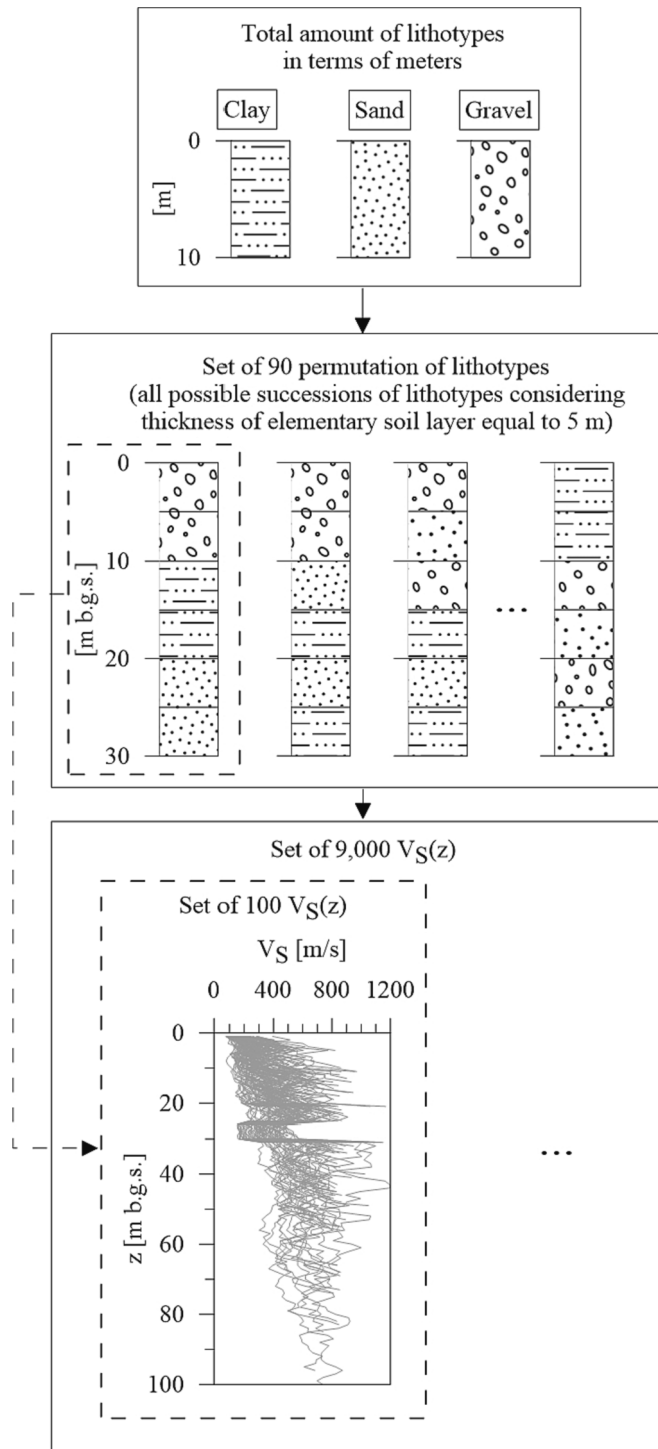 Total amount of lithotypes
in terms of meters
Clay Sand Gravel
0
[m]
10
Set of 90 permutation of lithotypes
(all possible successions of lithotypes considering
thickness of elementary soil layer equal to 5 m)
0
10
[m b.g.s.]
...
20
30
Set of 9,000 VS(z)
Set of 100 VS(z)
VS [m/s]
0 400 800 1200
0
20
40
...
z [m b.g.s.]
60
80
100